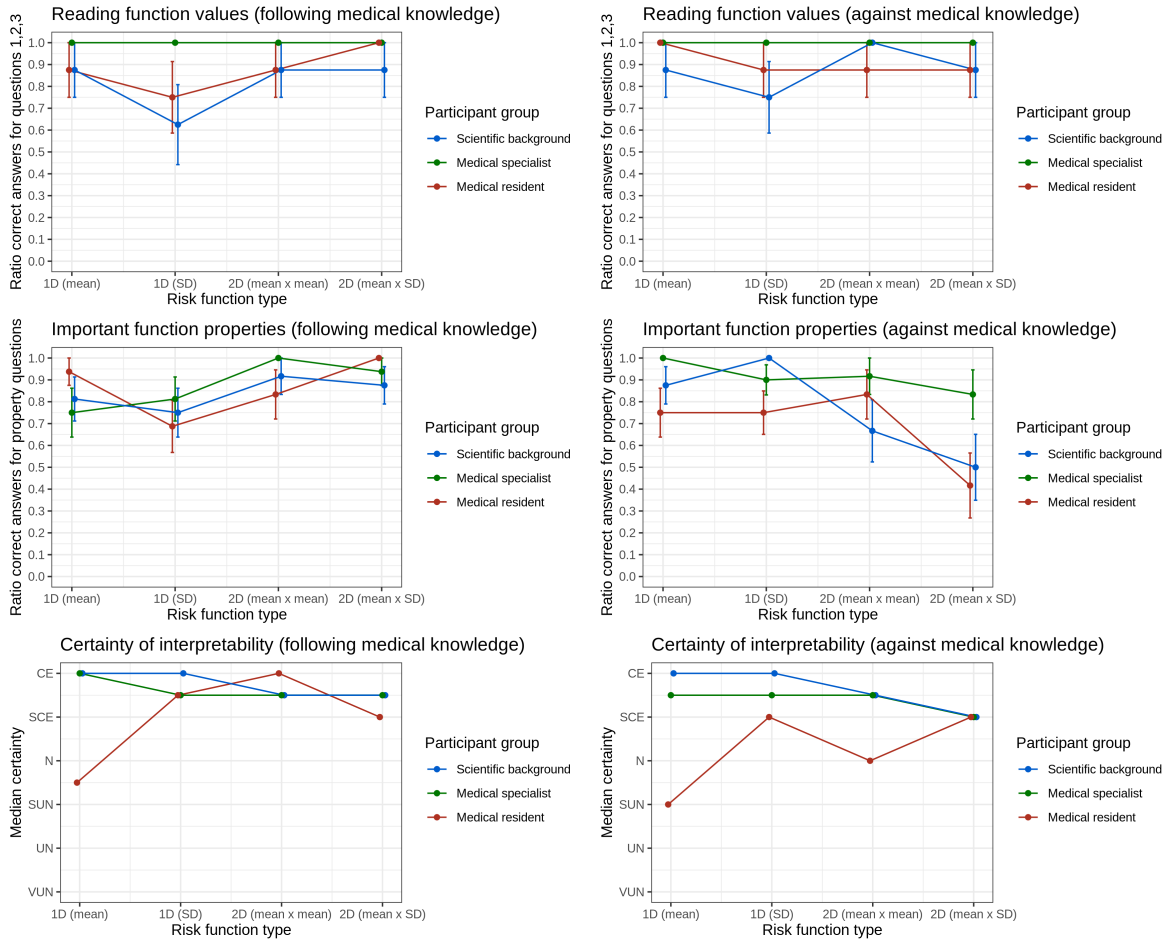 Reading function values (following medical knowledge)
Ratio correct answers for questions 1,2,3
1.0
0.9
0.8
0.7
0.6
0.5
0.4
0.3
0.2
0.1
0.0
1D (mean)
1D (SD)
2D (mean x mean)
2D (mean x SD)
Risk function type
Participant group
Scientific background
Medical specialist
Medical resident
Reading function values (against medical knowledge)
Ratio correct answers for questions 1,2,3
1.0
0.9
0.8
0.7
0.6
0.5
0.4
0.3
0.2
0.1
0.0
1D (mean)
1D (SD)
2D (mean x mean)
2D (mean x SD)
Risk function type
Participant group
Scientific background
Medical specialist
Medical resident
Important function properties (following medical knowledge)
Ratio correct answers for property questions
1.0
0.9
0.8
0.7
0.6
0.5
0.4
0.3
0.2
0.1
0.0
1D (mean)
1D (SD)
2D (mean x mean)
2D (mean x SD)
Risk function type
Participant group
Scientific background
Medical specialist
Medical resident
Important function properties (against medical knowledge)
Ratio correct answers for property questions
1.0
0.9
0.8
0.7
0.6
0.5
0.4
0.3
0.2
0.1
0.0
1D (mean)
1D (SD)
2D (mean x mean)
2D (mean x SD)
Risk function type
Participant group
Scientific background
Medical specialist
Medical resident
Certainty of interpretability (following medical knowledge)
Median certainty
CE
SCE
N
SUN
UN
VUN
1D (mean)
1D (SD)
2D (mean x mean)
2D (mean x SD)
Risk function type
Participant group
Scientific background
Medical specialist
Medical resident
Certainty of interpretability (against medical knowledge)
Median certainty
CE
SCE
N
SUN
UN
VUN
1D (mean)
1D (SD)
2D (mean x mean)
2D (mean x SD)
Risk function type
Participant group
Scientific background
Medical specialist
Medical resident